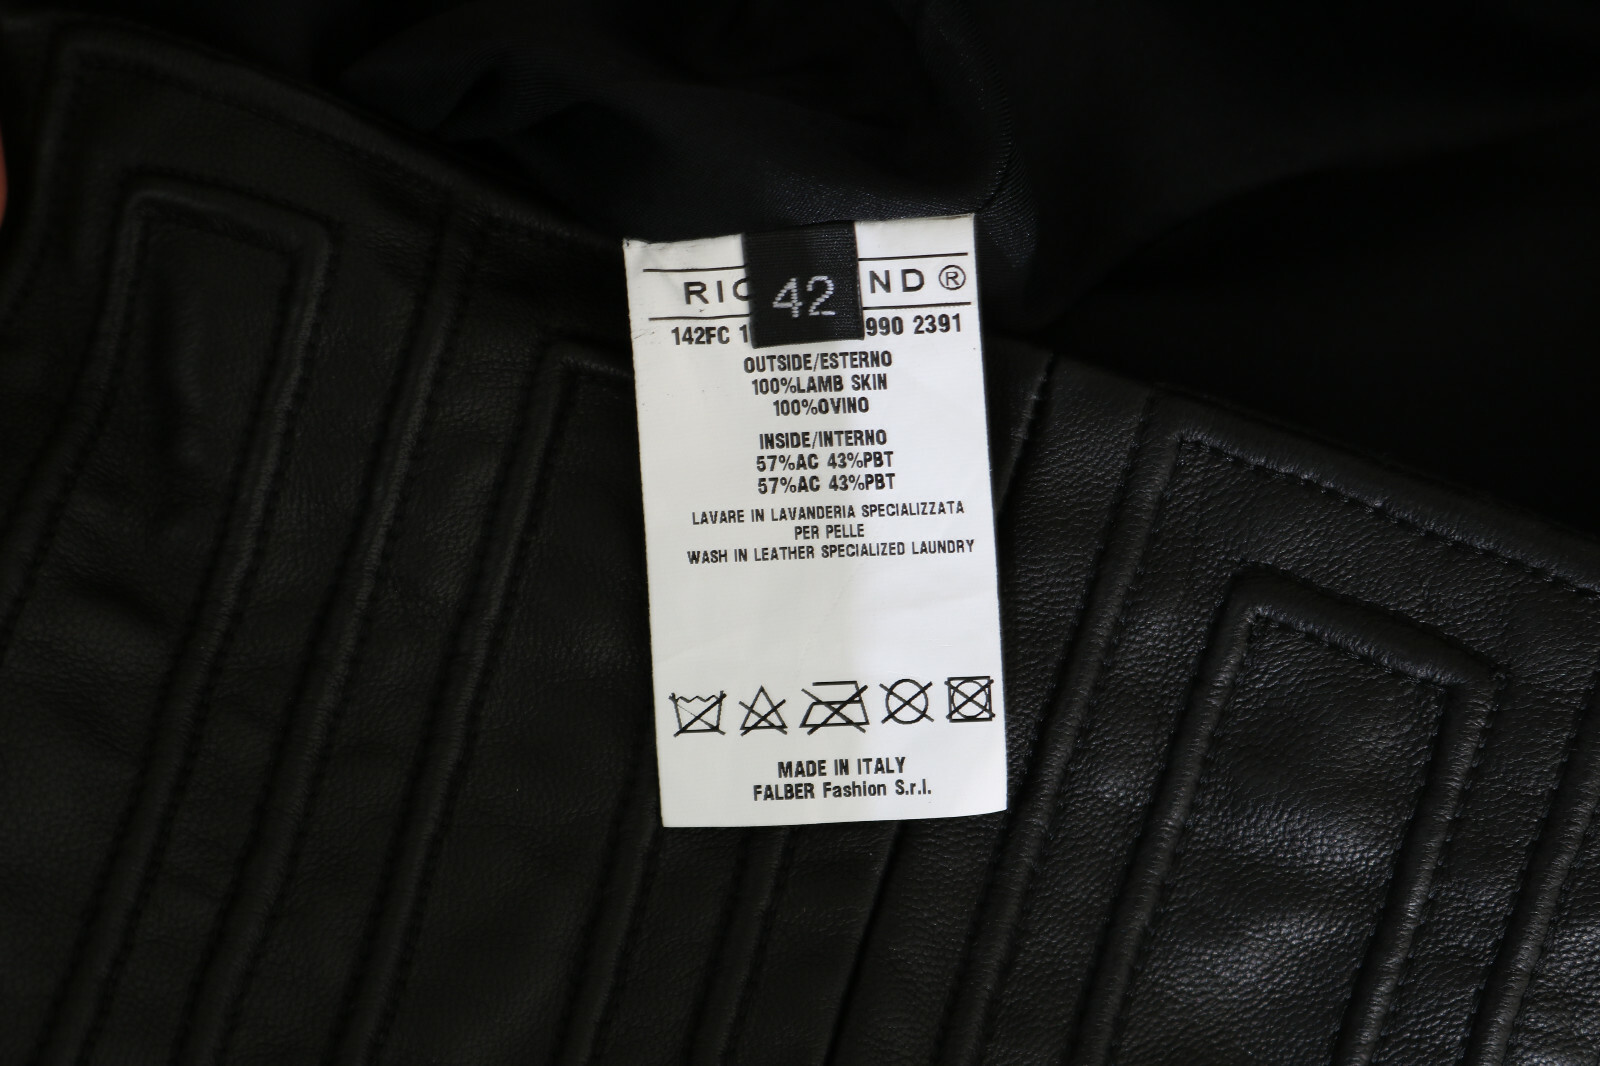 42
ND®
142FC 990 2391
OUTSIDE/ESTERNO
100%LAMB SKIN
100%OVINO
INSIDE/INTERNO
57%AC 43%PBT
57%AC 43%PBT
LAVARE IN LAVANDERIA SPECIALIZZATA
PER PELLE
WASH IN LEATHER SPECIALIZED LAUNDRY
MADE IN ITALY
FALBER Fashion S.r.l.